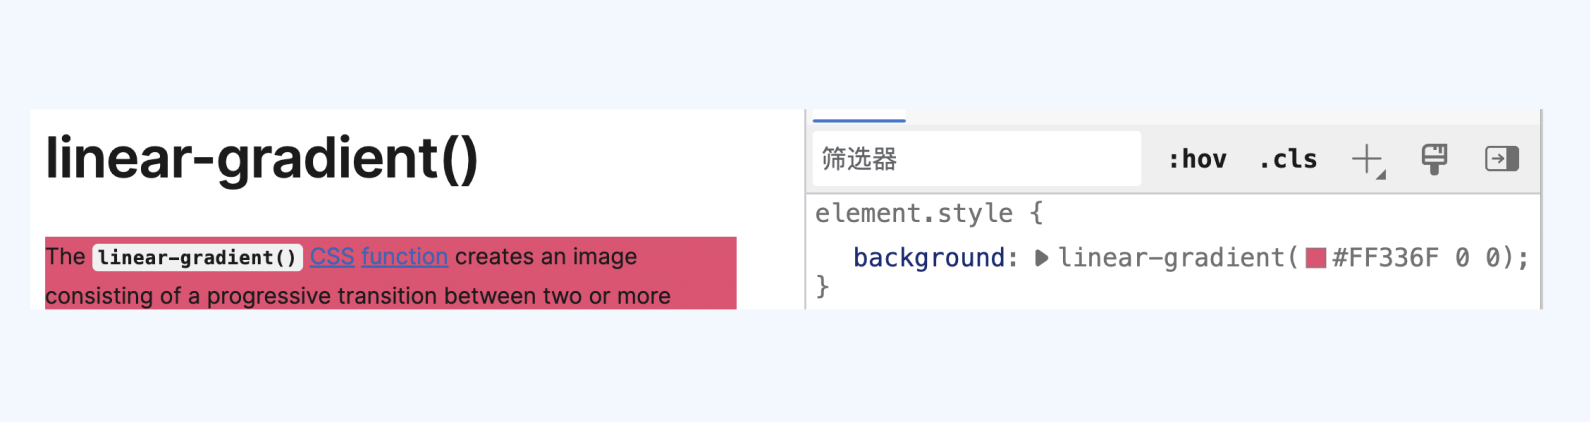 linear-gradient()
The linear-gradient() CSS function creates an image
consisting of a progressive transition between two or more
筛选器 :hov .cls
element.style {
background: linear-gradient( #FF336F 0 0);
}